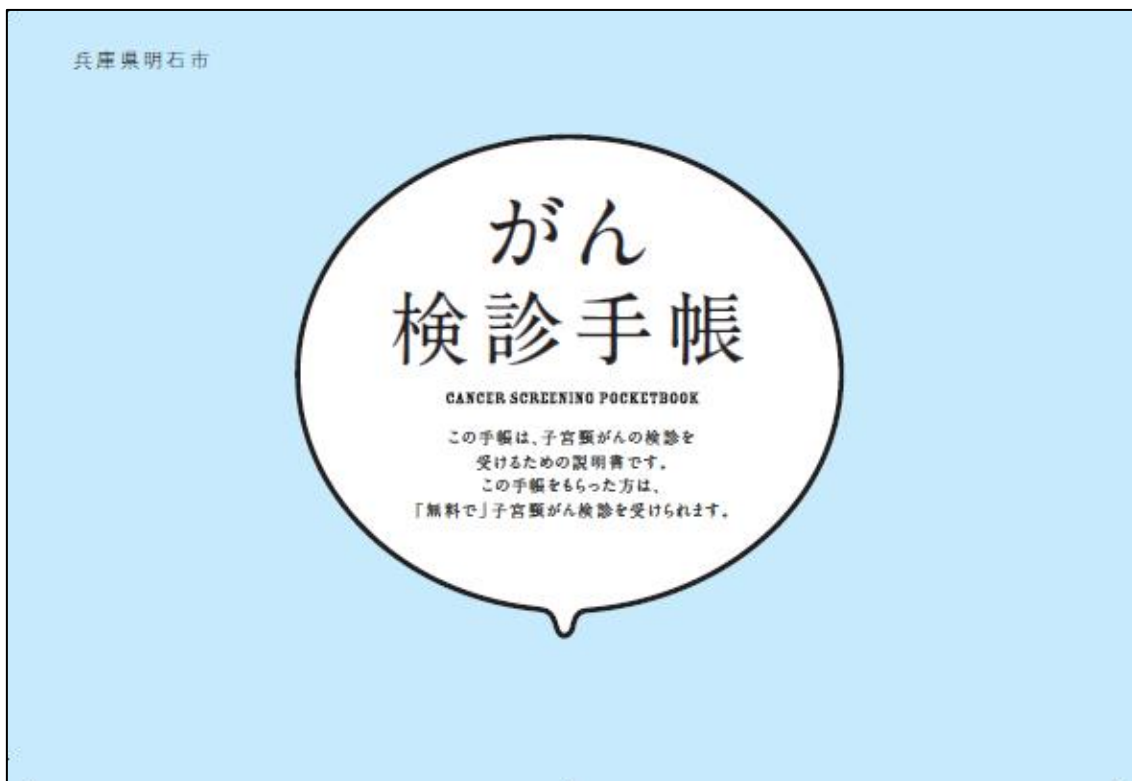 兵庫県明石市
がん
検診手帳
CANCER SCREENING POCKETBOOK
この手帳は、子宮頸がんの検診を
受けるための説明書です。
この手帳をもらった方は、
「無料で」子宮頸がん検診を受けられます。